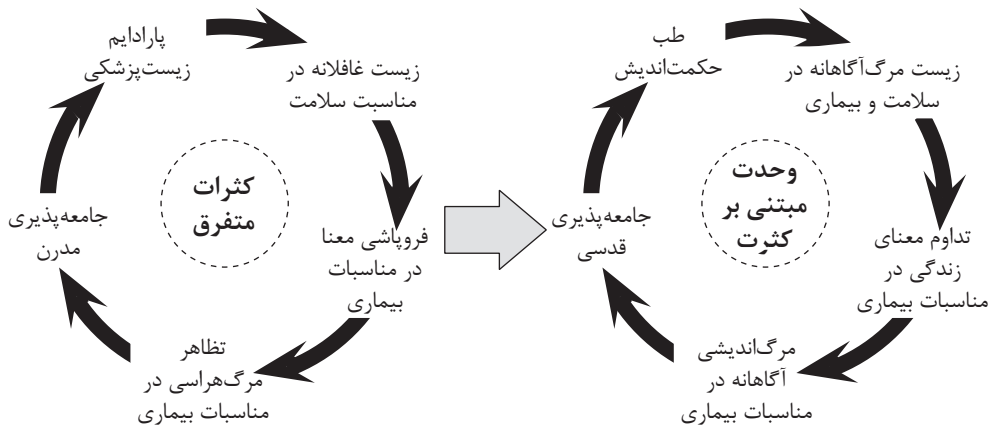 پارادایم
زیست‌پزشکی
زیست غافلانه در
مناسبت سلامت
فروپاشی معنا
در مناسبات
بیماری
تظاهر
مرگ‌هراسی در
مناسبات بیماری
جامعه‌پذیری
مدرن
کثرات
متفرق
طب
حکمت‌اندیش
زیست مرگ‌آگاهانه در
سلامت و بیماری
تداوم معنای
زندگی در
مناسبات بیماری
مرگ‌اندیشی
آگاهانه در
مناسبات بیماری
جامعه‌پذیری
قدسی
وحدت
مبتنی بر
کثرت